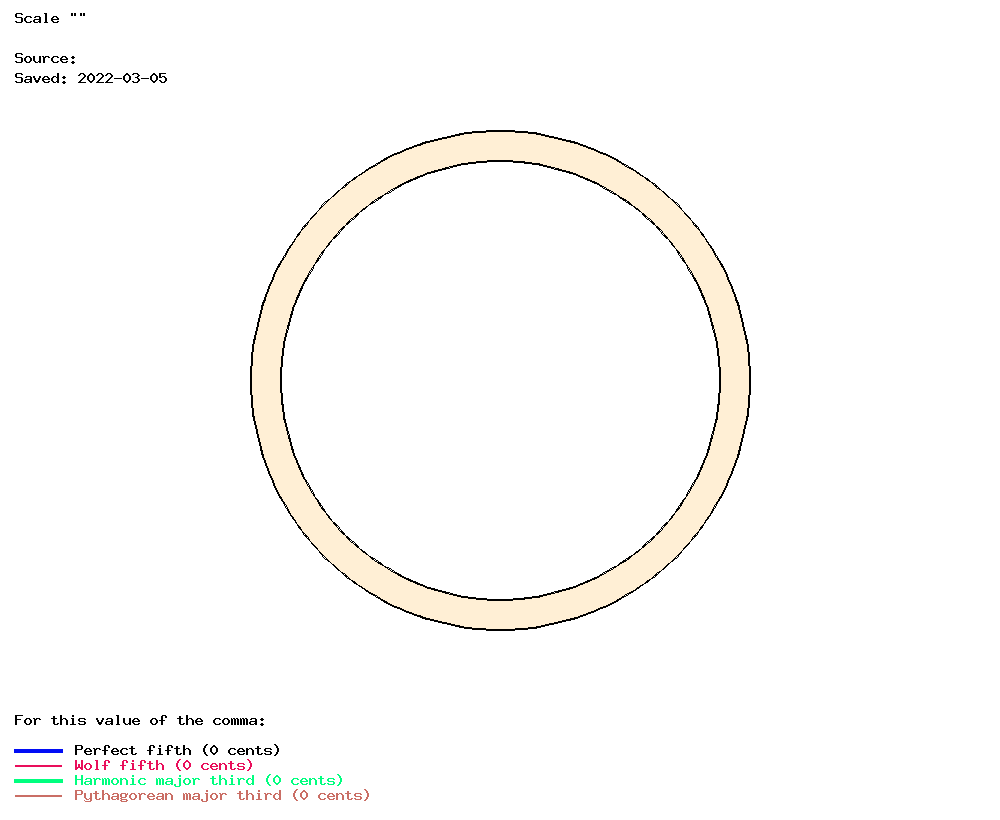 Scale ""
Source:
Saved: 2022-03-05
For this value of the comma:
Perfect fifth (0 cents)
Wolf fifth (0 cents)
Harmonic major third (0 cents)
Pythagorean major third (0 cents)